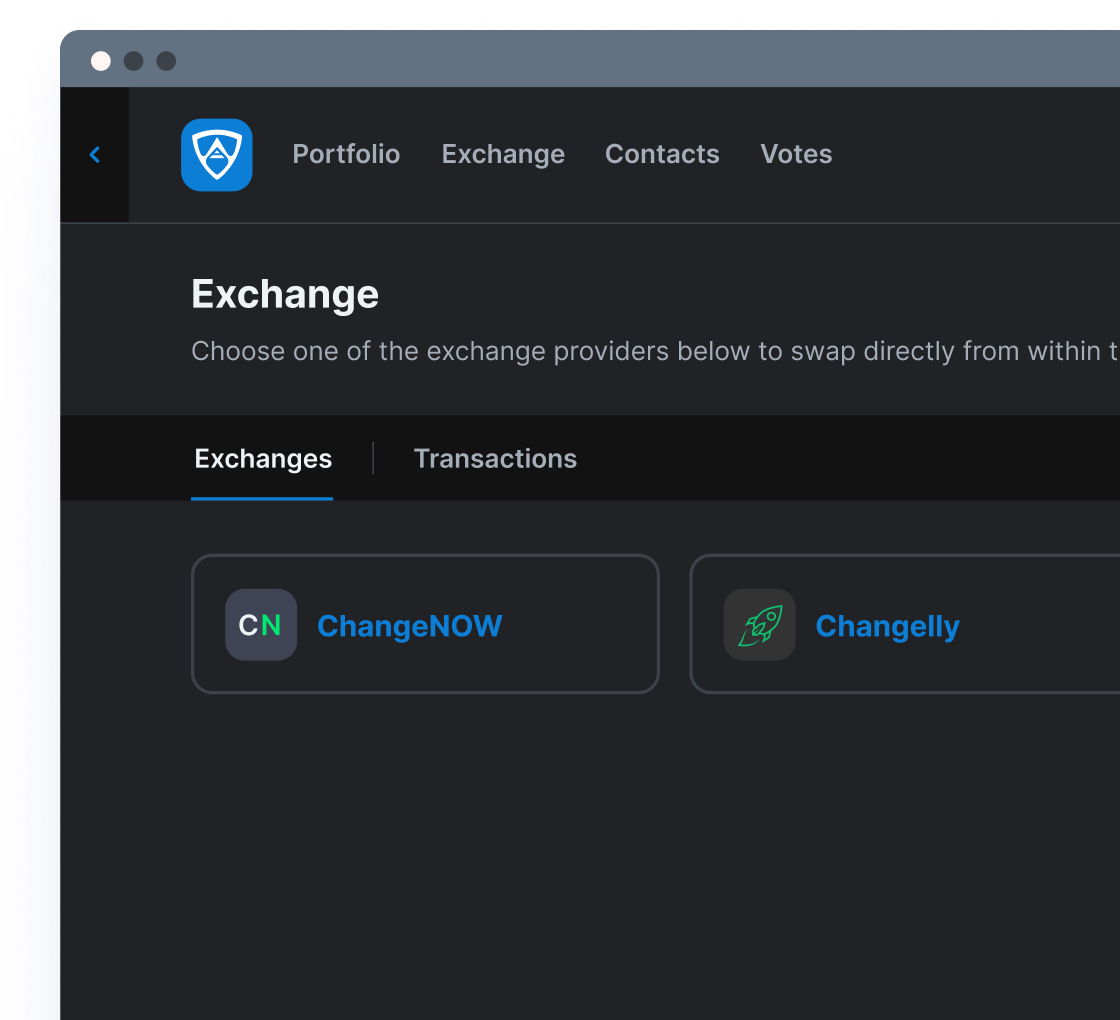 Portfolio Exchange Contacts Votes
Exchange
Choose one of the exchange providers below to swap directly from within
Exchanges Transactions
CN ChangeNOW Changelly